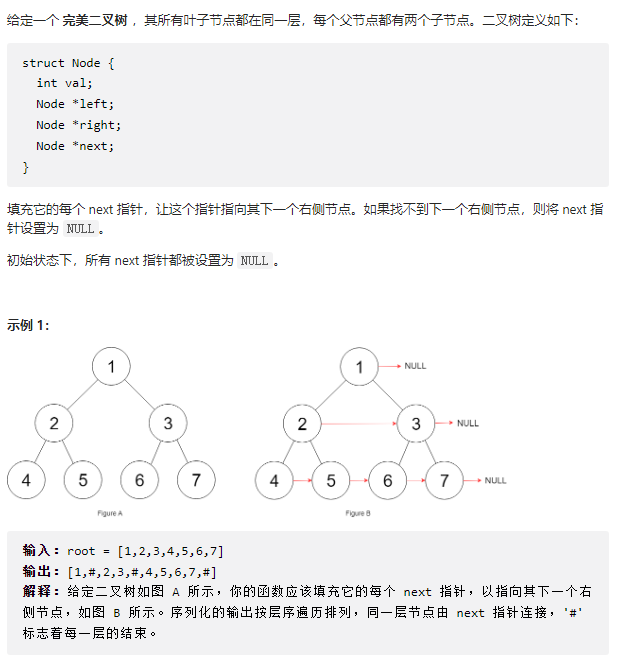 给定一个 完美二叉树 ，其所有叶子节点都在同一层，每个父节点都有两个子节点。二叉树定义如下：
struct Node {
  int val;
  Node *left;
  Node *right;
  Node *next;
}
填充它的每个 next 指针，让这个指针指向其下一个右侧节点。如果找不到下一个右侧节点，则将 next 指
针设置为 NULL 。
初始状态下，所有 next 指针都被设置为 NULL 。
示例 1：
1 1 NULL
2 3 2 3 NULL
4 5 6 7 4 5 6 7 NULL
Figure A Figure B
输入：root = [1,2,3,4,5,6,7]
输出：[1,#,2,3,#,4,5,6,7,#]
解释：给定二叉树如图 A 所示，你的函数应该填充它的每个 next 指针，以指向其下一个右
侧节点，如图 B 所示。序列化的输出按层序遍历排列，同一层节点由 next 指针连接，'#'
标志着每一层的结束。